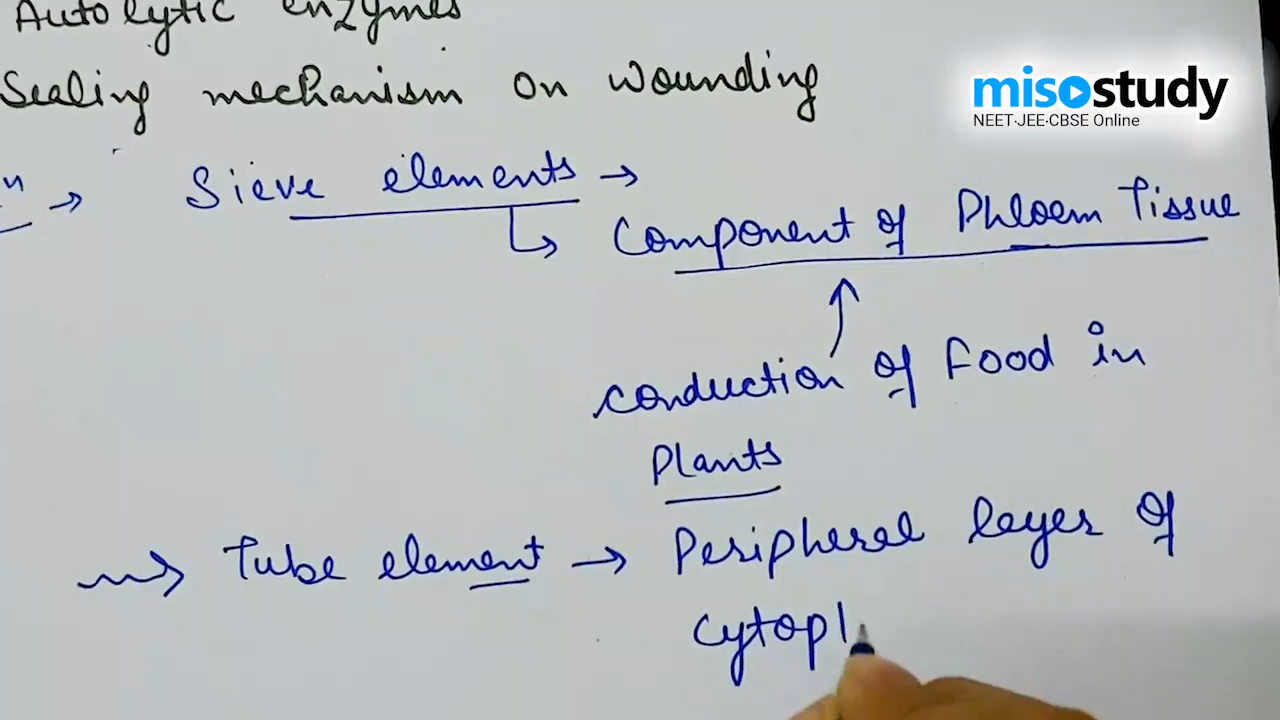 Autolytic enzymes
Sealing mechanism on wounding
misostudy
NEET·JEE·CBSE Online
Sieve elements →
Component of Phloem Tissue
conduction of Food in
Plants
Tube element → Peripheral layer of
cytopl